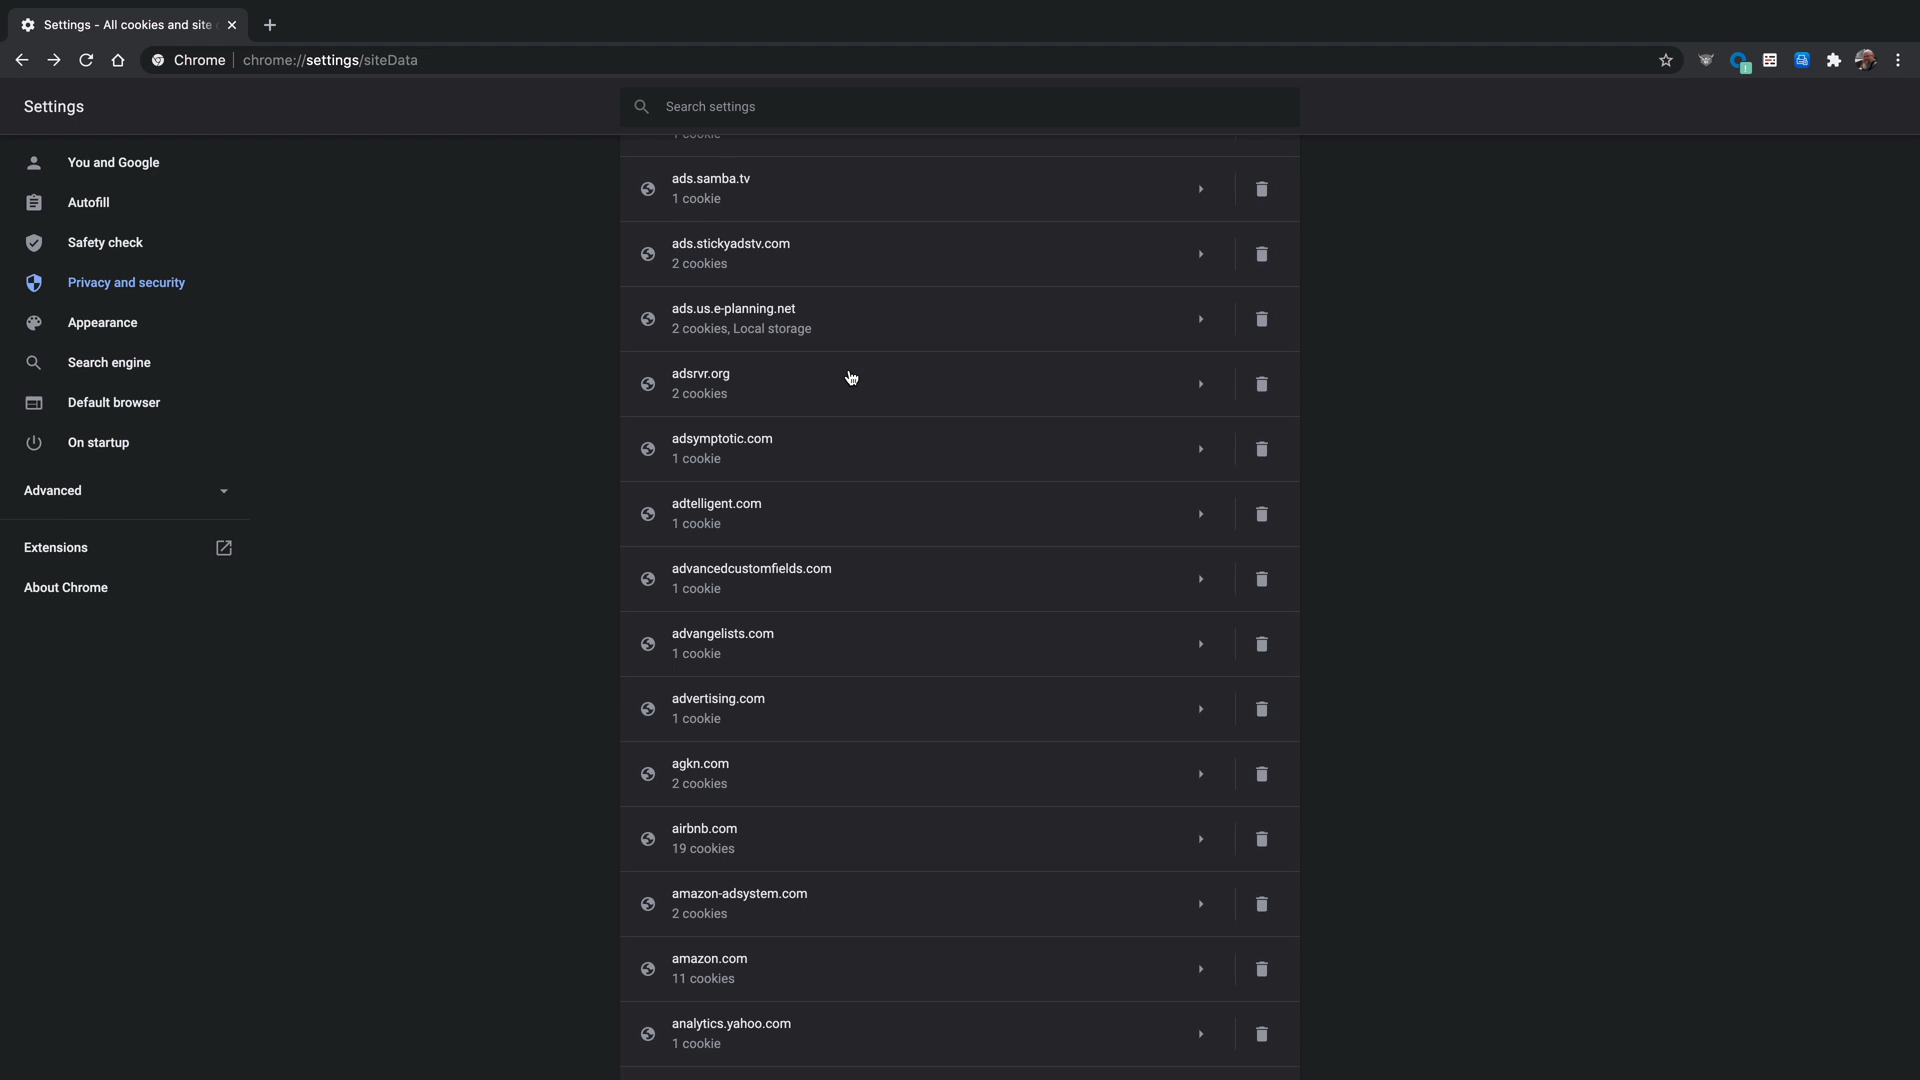 Settings - All cookies and site
Chrome
chrome://settings/siteData
Settings
Search settings
You and Google
Autofill
Safety check
Privacy and security
Appearance
Search engine
Default browser
On startup
Advanced
Extensions
About Chrome
1 cookie
ads.samba.tv
1 cookie
ads.stickyadstv.com
2 cookies
ads.us.e-planning.net
2 cookies, Local storage
adsrvr.org
2 cookies
adsymptotic.com
1 cookie
adtelligent.com
1 cookie
advancedcustomfields.com
1 cookie
advangelists.com
1 cookie
advertising.com
1 cookie
agkn.com
2 cookies
airbnb.com
19 cookies
amazon-adsystem.com
2 cookies
amazon.com
11 cookies
analytics.yahoo.com
1 cookie